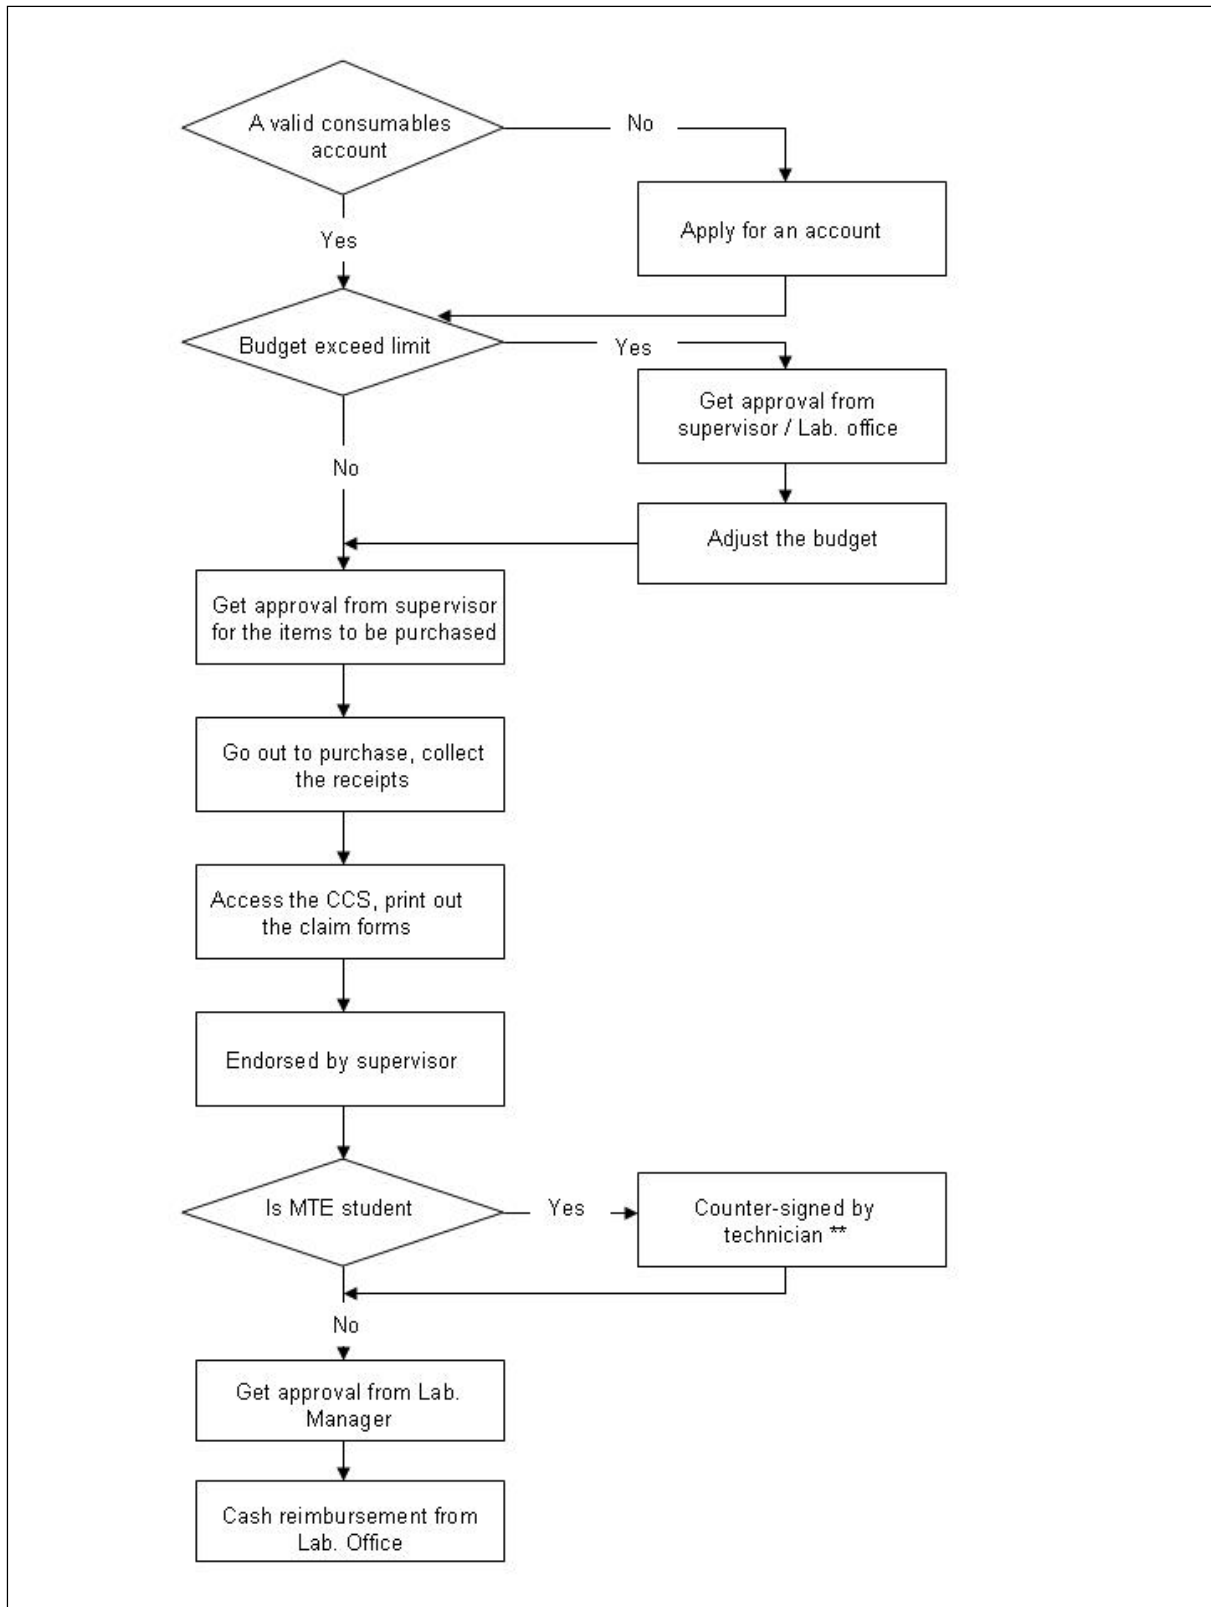 A valid consumables
account
No
Apply for an account
Yes
Budget exceed limit
Yes
Get approval from
supervisor / Lab. office
No
Adjust the budget
Get approval from supervisor
for the items to be purchased
Go out to purchase, collect
the receipts
Access the CCS, print out
the claim forms
Endorsed by supervisor
Is MTE student
Yes
Counter-signed by
technician **
No
Get approval from Lab.
Manager
Cash reimbursement from
Lab. Office